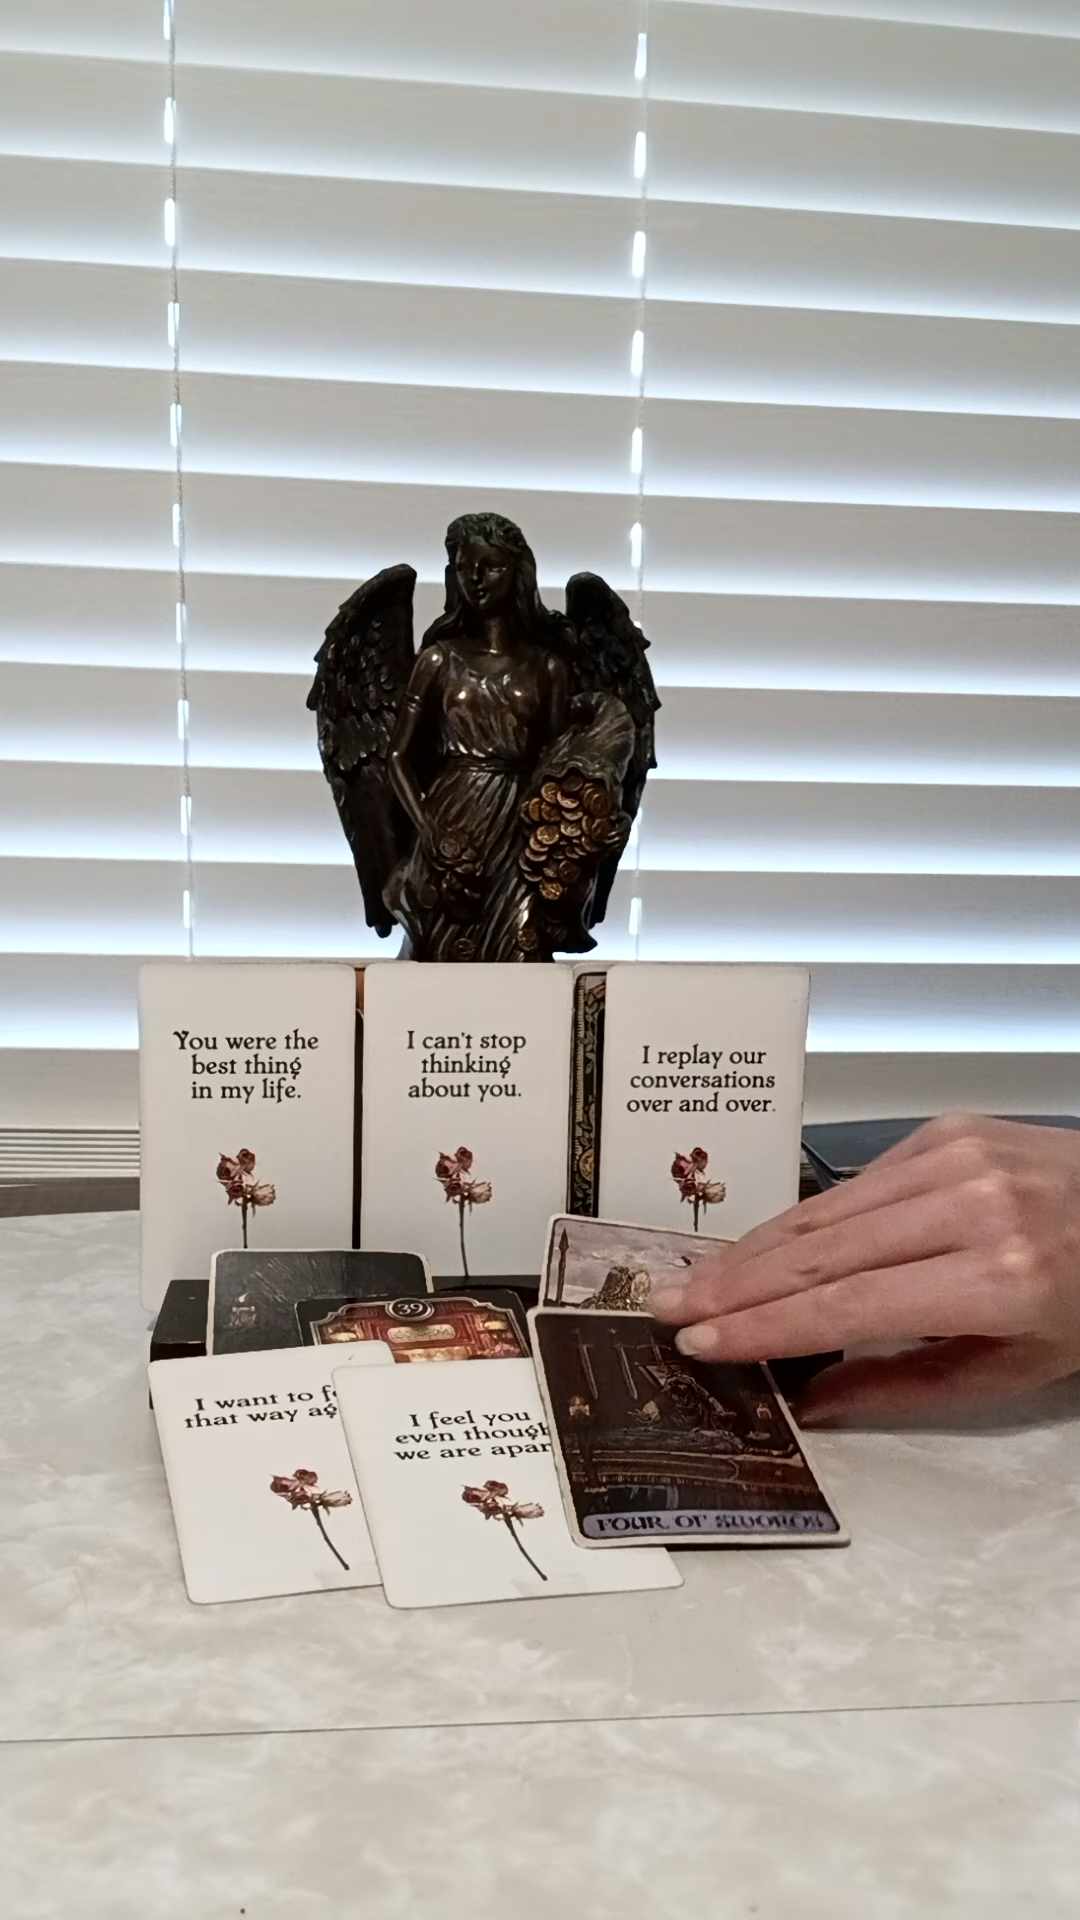 You were the
best thing
in my life.
I can't stop
thinking
about you.
I replay our
conversations
over and over.
39
I want to
that way
I feel you
even though
we are apar
FOUR OF SWORDS